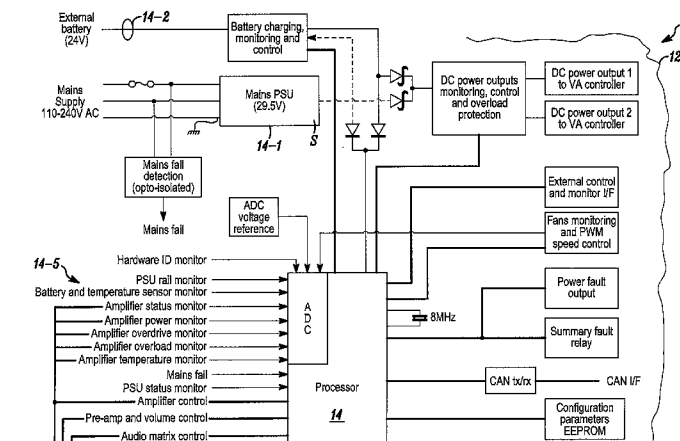 External
battery
(24V)
14-2
Battery charging,
monitoring and
control
Mains
Supply
110-240V AC
Mains PSU
(29.5V)
14-1
S
DC power outputs
monitoring, control
and overload
protection
DC power output 1
to VA controller
DC power output 2
to VA controller
12
Mains fail
detection
(opto-isolated)
Mains fail
ADC
voltage
reference
External control
and monitor I/F
Fans monitoring
and PWM
speed control
Power fault
output
Summary fault
relay
8MHz
CAN tx/rx
CAN I/F
Configuration
parameters
EEPROM
14-5
Hardware ID monitor
PSU rail monitor
Battery and temperature sensor monitor
Amplifier status monitor
Amplifier power monitor
Amplifier overdrive monitor
Amplifier overload monitor
Amplifier temperature monitor
Mains fail
PSU status monitor
Amplifier control
Pre-amp and volume control
Audio matrix control
A
D
C
Processor
14